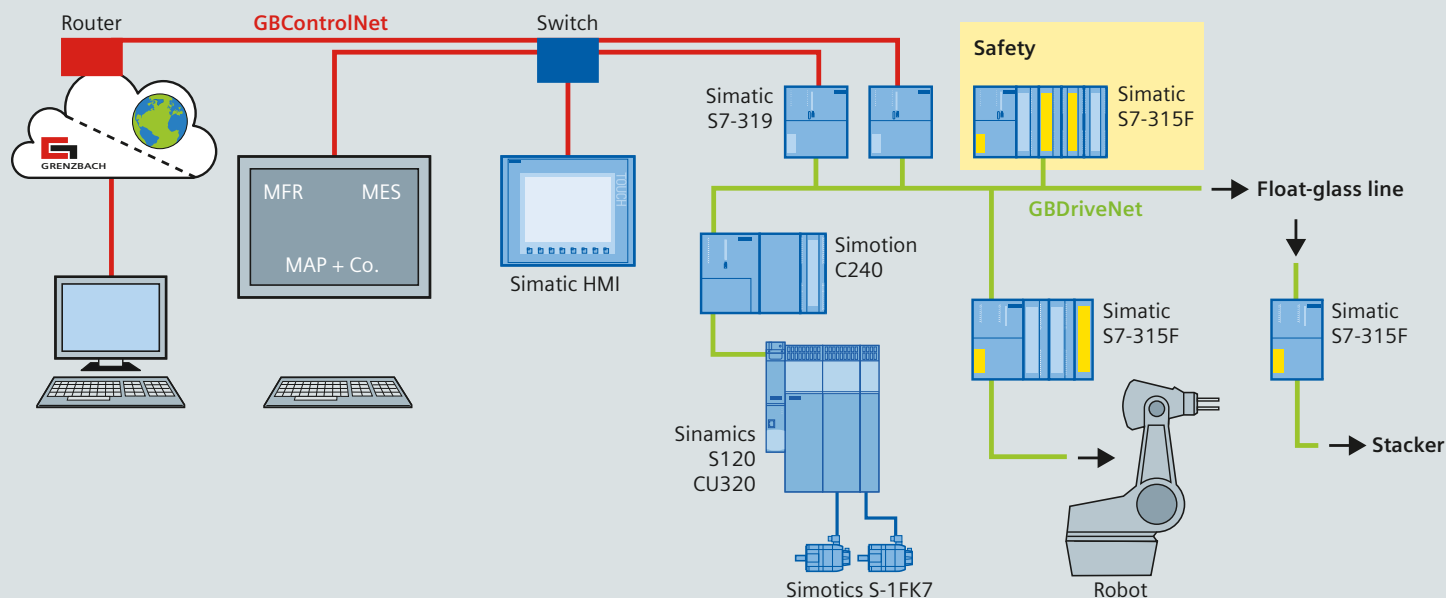 Router
GBControlNet
Switch
Safety
Simatic
S7-319
Simatic
S7-315F
GRENZBACH
MFR
MES
MAP + Co.
TOUCH
Simatic HMI
Float-glass line
GBDriveNet
Simotion
C240
Simatic
S7-315F
Simatic
S7-315F
Sinamics
S120
CU320
Stacker
Simotics S-1FK7
Robot